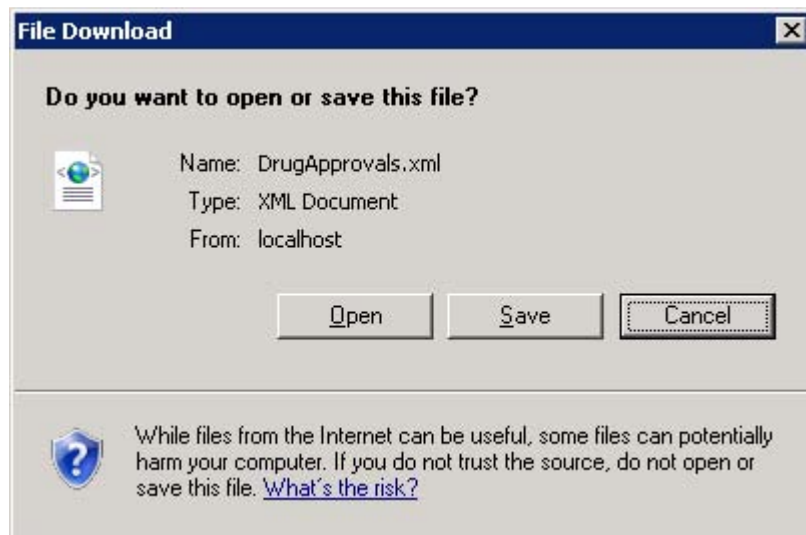 File Download
Do you want to open or save this file?
Name: DrugApprovals.xml
Type: XML Document
From: localhost
Open Save Cancel
While files from the Internet can be useful, some files can potentially
harm your computer. If you do not trust the source, do not open or
save this file. What's the risk?